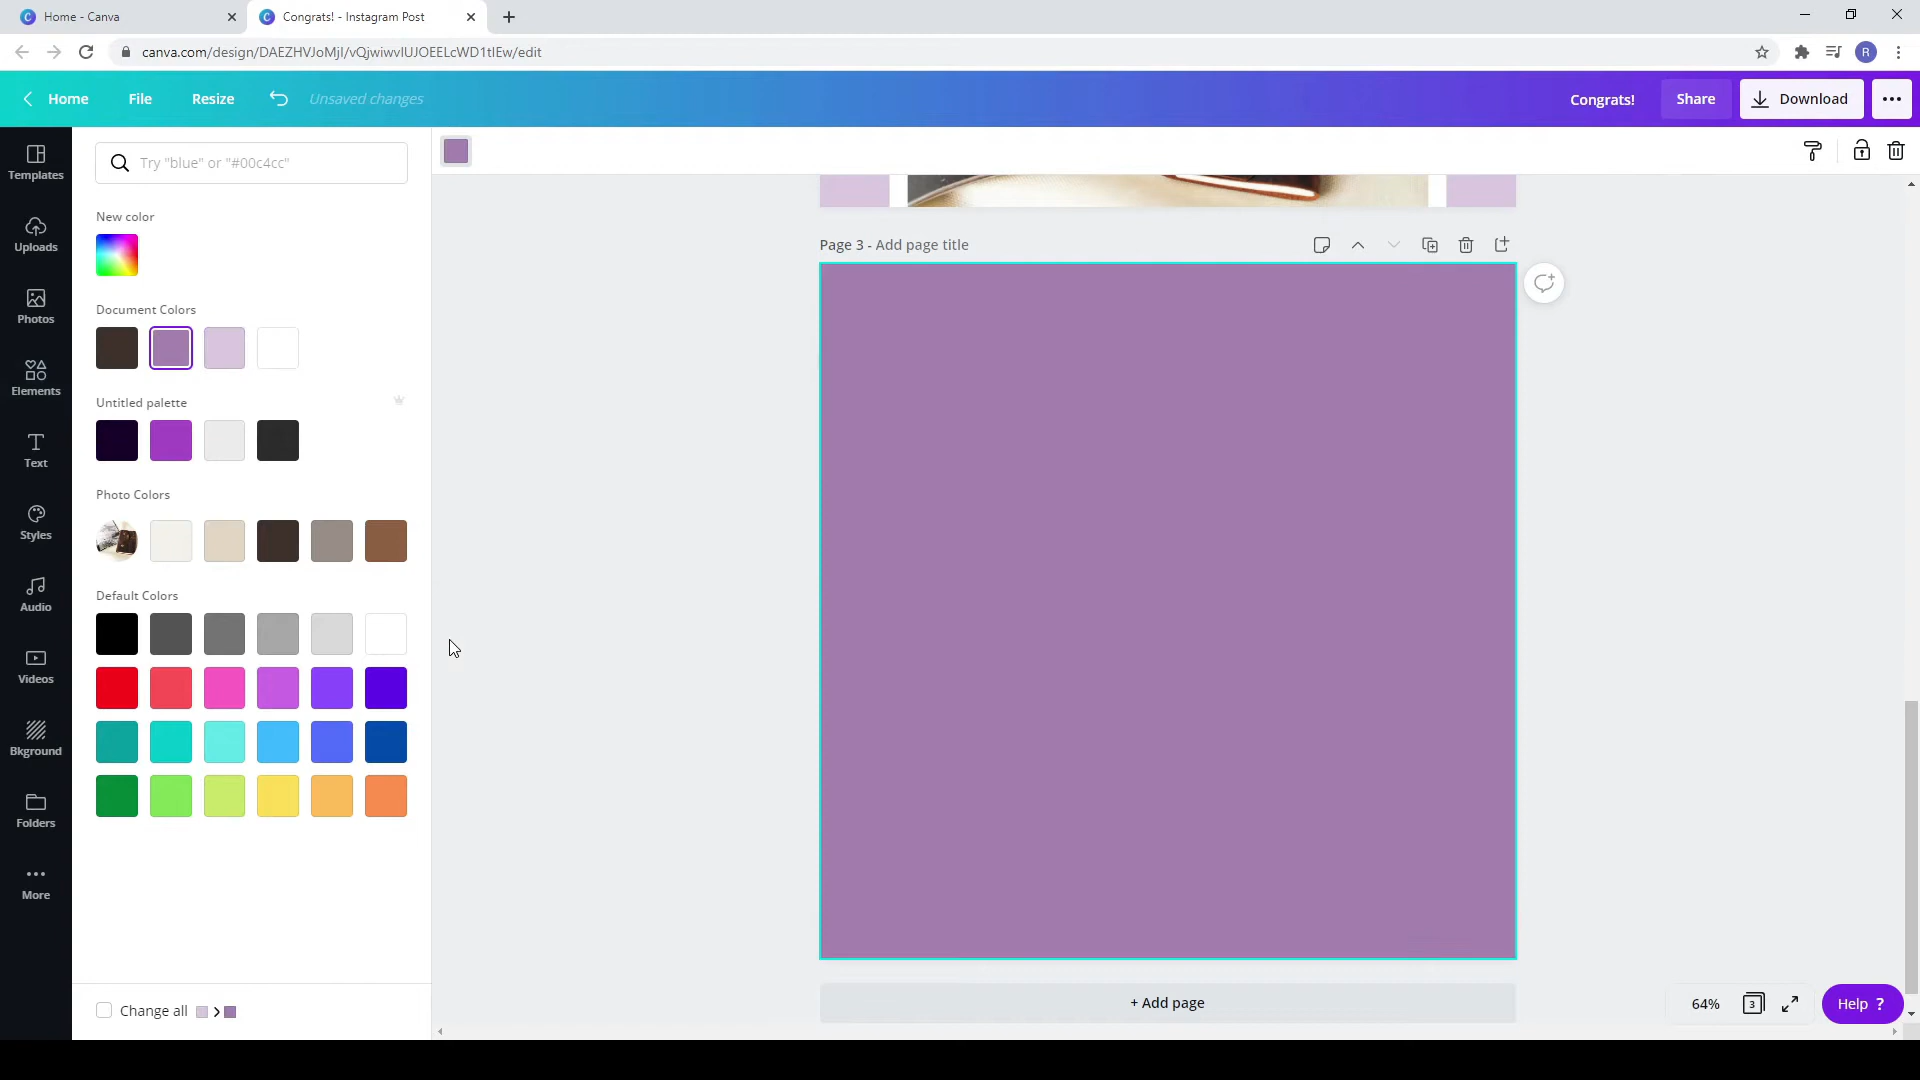 Home - Canva
Congrats! - Instagram Post
canva.com/design/DAEZHVJoMjI/vQjwiwvIUJOEELcWD1tIEw/edit
R
Home
File
Resize
Unsaved changes
Congrats!
Share
Download
Templates
Uploads
Photos
Elements
Text
Styles
Audio
Videos
Bkground
Folders
More
Try "blue" or "#00c4cc"
New color
Document Colors
Untitled palette
Photo Colors
Default Colors
Change all
Page 3 - Add page title
+ Add page
64%
3
Help ?